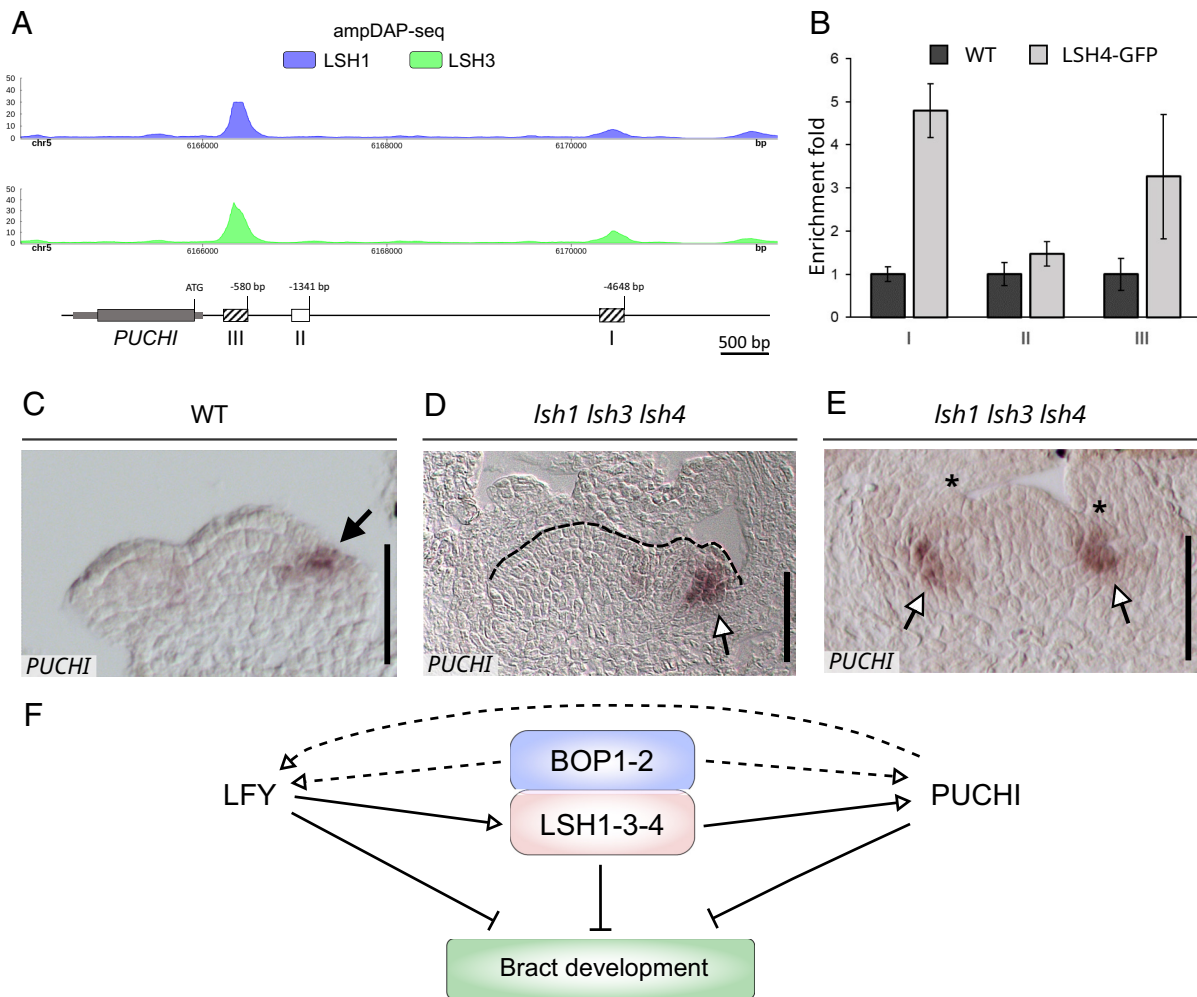 A
ampDAP-seq
LSH1 LSH3
50
40
30
20
10
0
chr5 6166000 6168000 6170000 bp
50
40
30
20
10
0
chr5 6166000 6168000 6170000 bp
ATG -580 bp -1341 bp -4648 bp
PUCHI III II I
500 bp
B
WT LSH4-GFP
Enrichment fold
6
5
4
3
2
1
0
I II III
C WT
PUCHI
D lsh1 lsh3 lsh4
PUCHI
E lsh1 lsh3 lsh4
* *
PUCHI
F
BOP1-2
LFY PUCHI
LSH1-3-4
Bract development